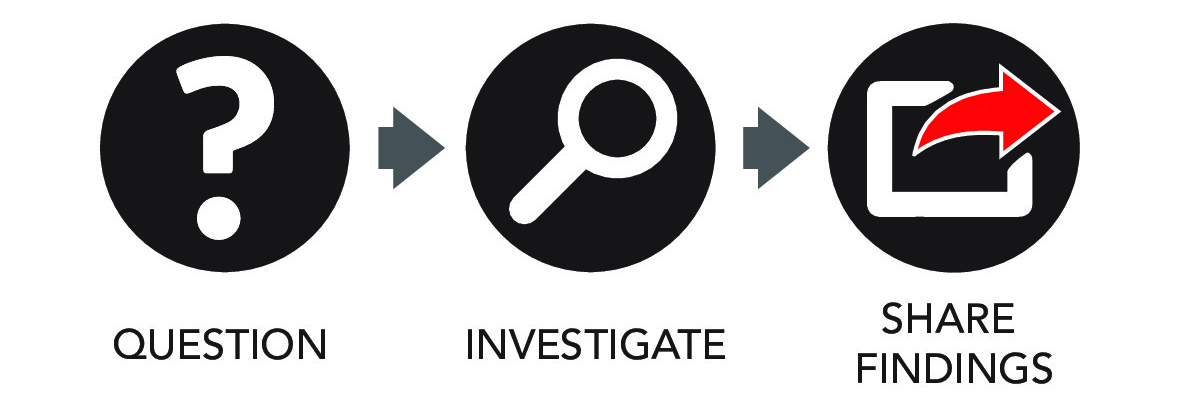 ?
QUESTION
INVESTIGATE
SHARE
FINDINGS